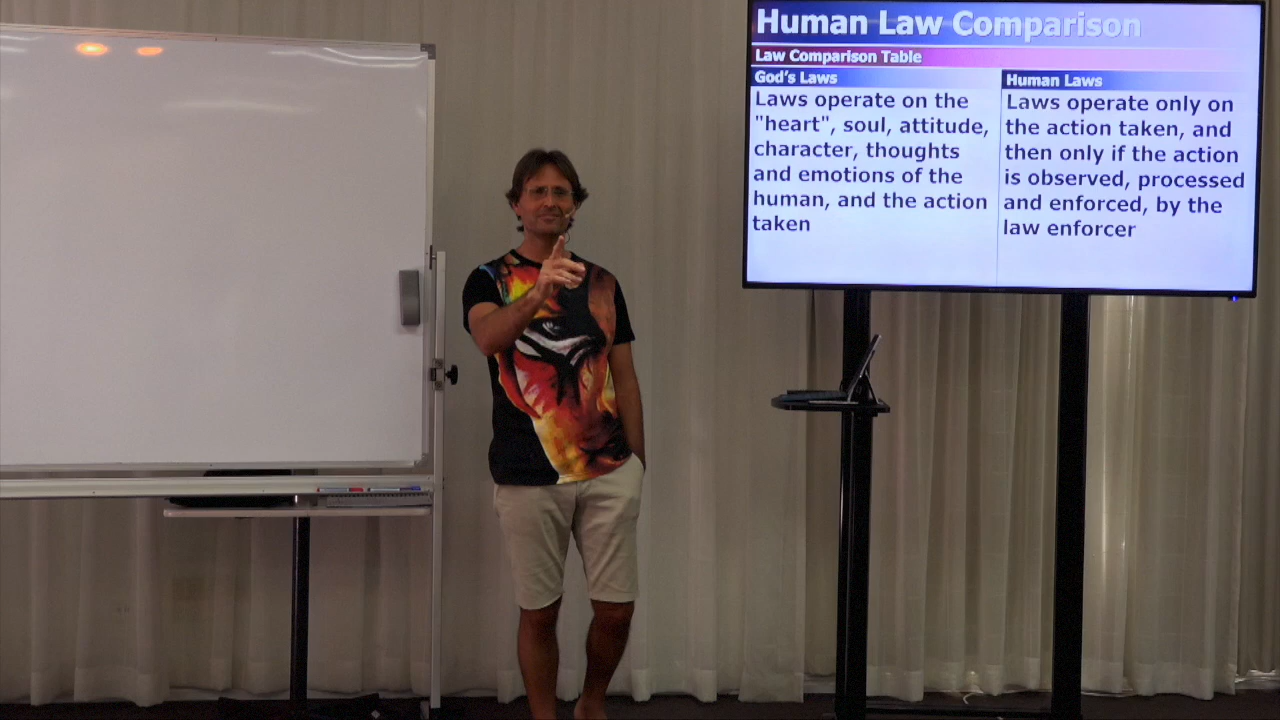 Human Law Comparison
Law Comparison Table
God's Laws
Laws operate on the
"heart", soul, attitude,
character, thoughts
and emotions of the
human, and the action
taken
Human Laws
Laws operate only on
the action taken, and
then only if the action
is observed, processed
and enforced, by the
law enforcer